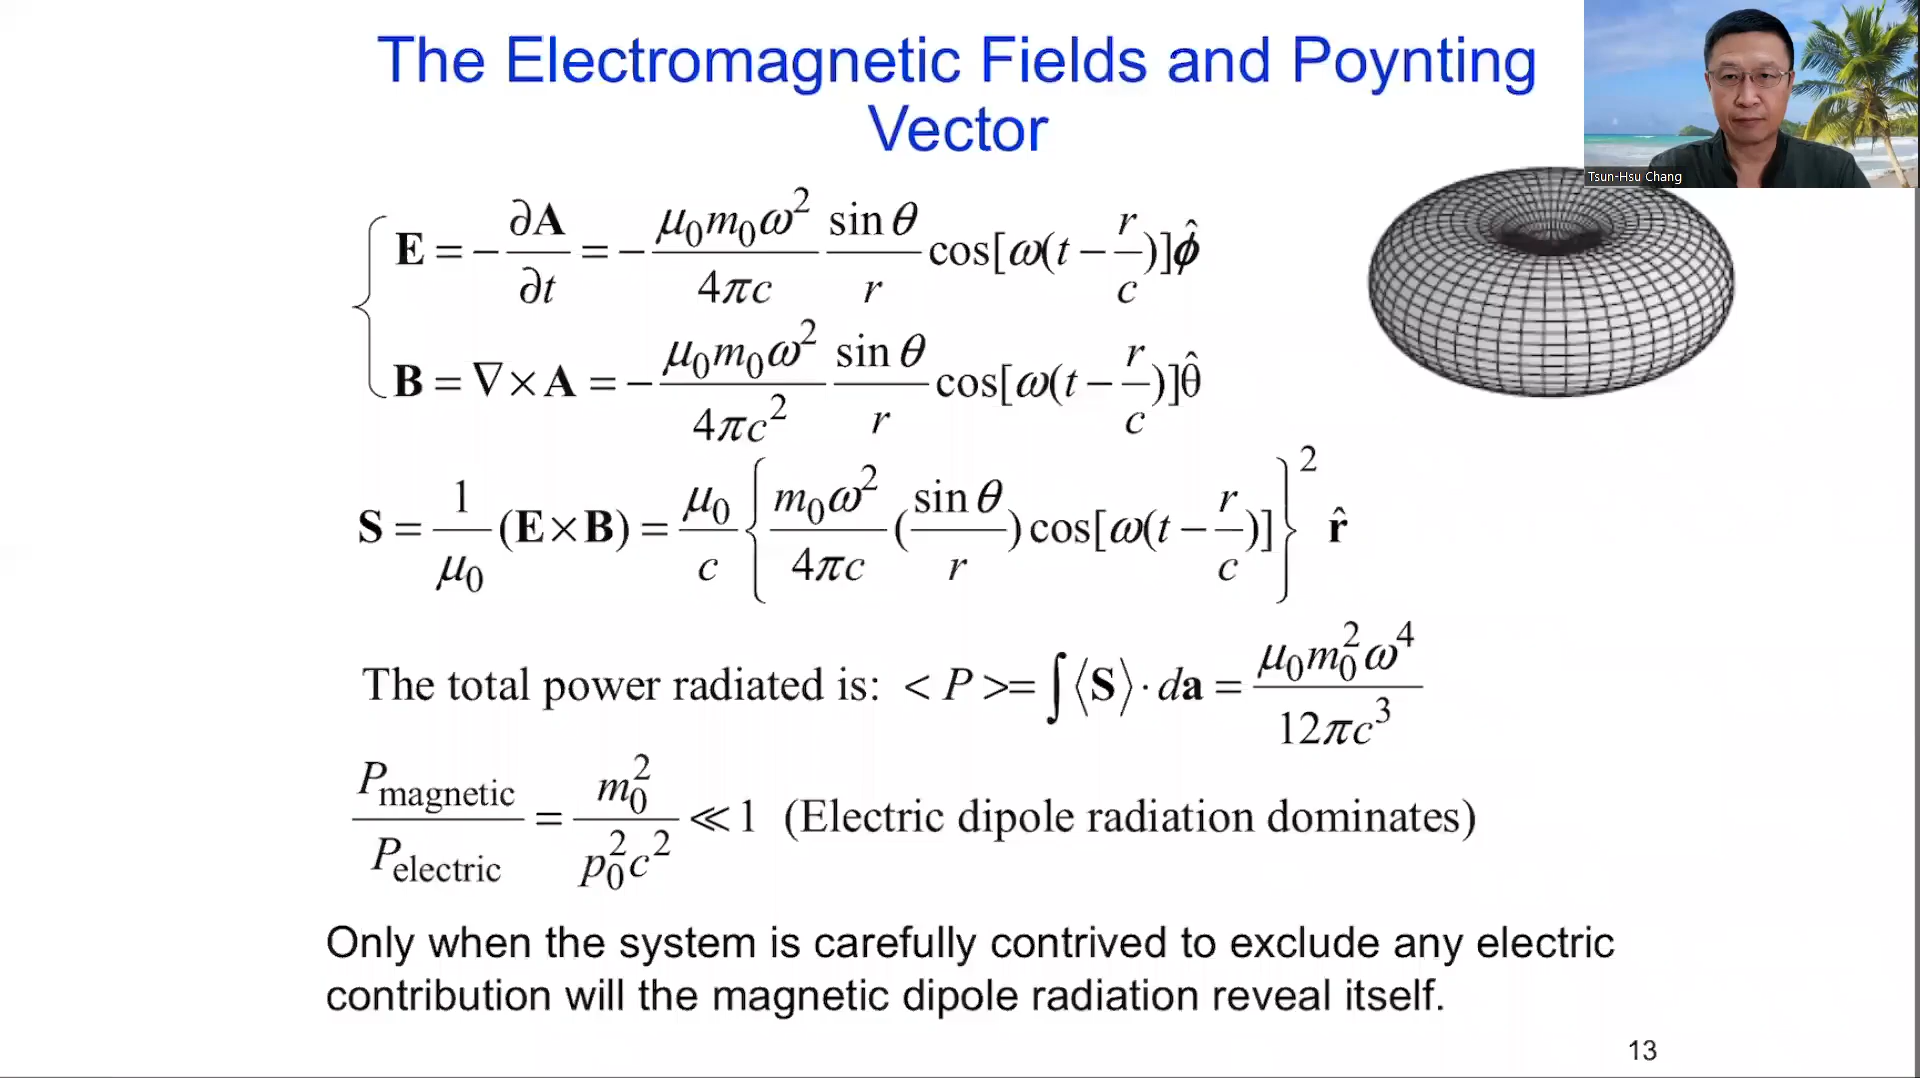 The Electromagnetic Fields and Poynting
Vector
Tsun-Hsu Chang
E = −∂A/∂t = −(μ₀m₀ω²/4πc)(sin θ/r) cos[ω(t − r/c)]ϕ̂
B = ∇×A = −(μ₀m₀ω²/4πc²)(sin θ/r) cos[ω(t − r/c)]θ̂
S = (1/μ₀)(E×B) = (μ₀/c){(m₀ω²/4πc)(sin θ/r)cos[ω(t − r/c)]}² r̂
The total power radiated is: <P>= ∫⟨S⟩·da = μ₀m₀²ω⁴/12πc³
P_magnetic/P_electric = m₀²/p₀²c² ≪ 1 (Electric dipole radiation dominates)
Only when the system is carefully contrived to exclude any electric
contribution will the magnetic dipole radiation reveal itself.
13